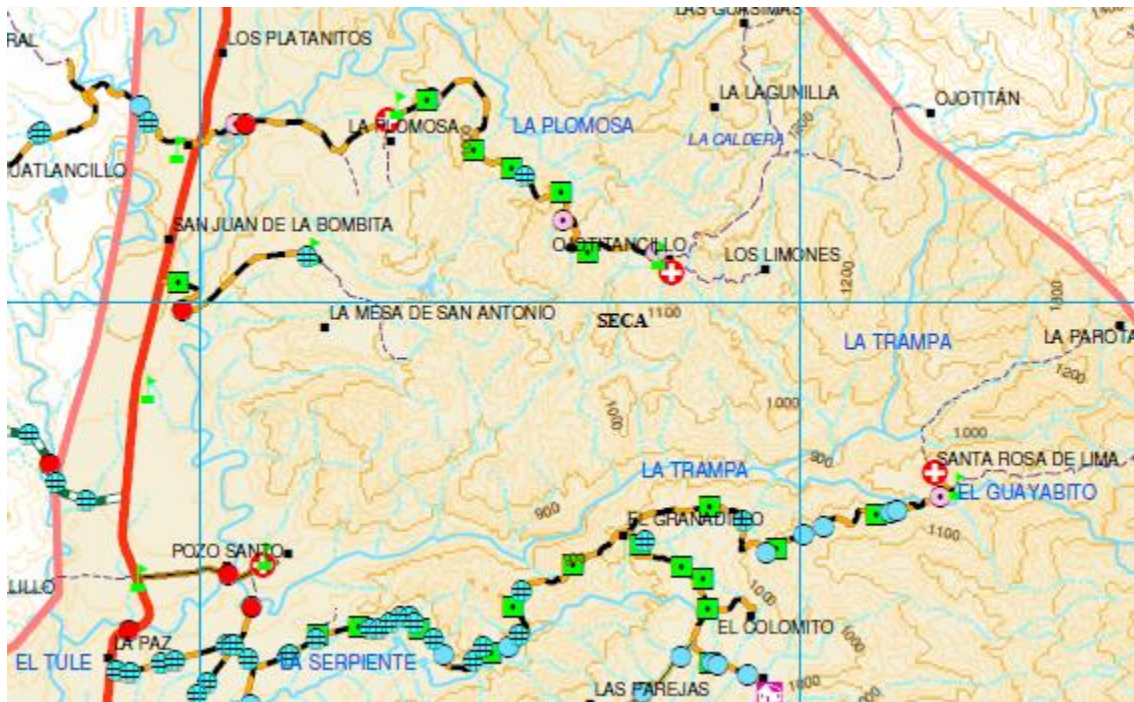 LAS GUASIMAS
RAL
LOS PLATANITOS
LA LAGUNILLA
OJOTITÁN
LA PLOMOSA
LA PLOMOSA
LA CALDERA
1200
UATLANCILLO
SAN JUAN DE LA BOMBITA
OJOTITANCILLO
LOS LIMONES
1200
1300
LA MESA DE SAN ANTONIO
SECA
1100
LA TRAMPA
LA PAROTA
1200
1000
1000
1000
900
SANTA ROSA DE LIMA
LA TRAMPA
EL GUAYABITO
900
EL GRANADILLO
1100
POZO SANTO
900
LILLO
1000
EL COLOMITO
1000
LA PAZ
EL TULE
LA SERPIENTE
LAS PAREJAS
1000